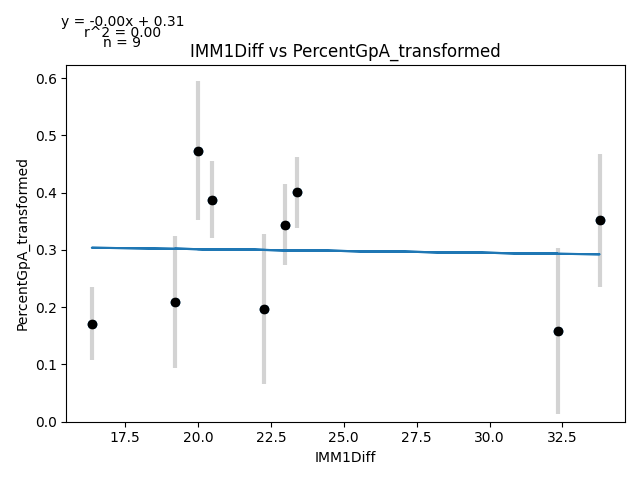 y = -0.00x + 0.31
r^2 = 0.00
n = 9
IMM1Diff vs PercentGpA_transformed
0.6
0.5
0.4
0.3
0.2
0.1
0.0
PercentGpA_transformed
17.5 20.0 22.5 25.0 27.5 30.0 32.5
IMM1Diff